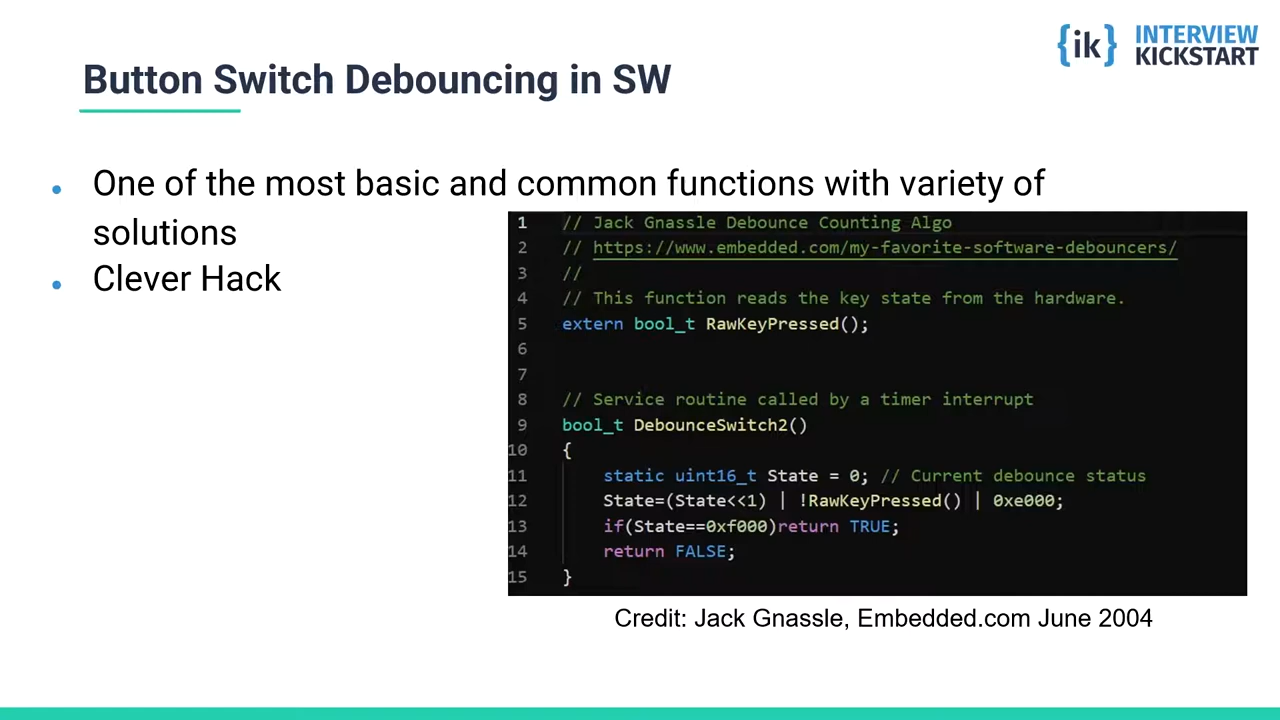 {ik} INTERVIEW
KICKSTART
Button Switch Debouncing in SW
• One of the most basic and common functions with variety of
solutions
• Clever Hack
1 // Jack Gnassle Debounce Counting Algo
2 // https://www.embedded.com/my-favorite-software-debouncers/
3 //
4 // This function reads the key state from the hardware.
5 extern bool_t RawKeyPressed();
6
7
8 // Service routine called by a timer interrupt
9 bool_t DebounceSwitch2()
10 {
11 static uint16_t State = 0; // Current debounce status
12 State=(State<<1) | !RawKeyPressed() | 0xe000;
13 if(State==0xf000)return TRUE;
14 return FALSE;
15 }
Credit: Jack Gnassle, Embedded.com June 2004